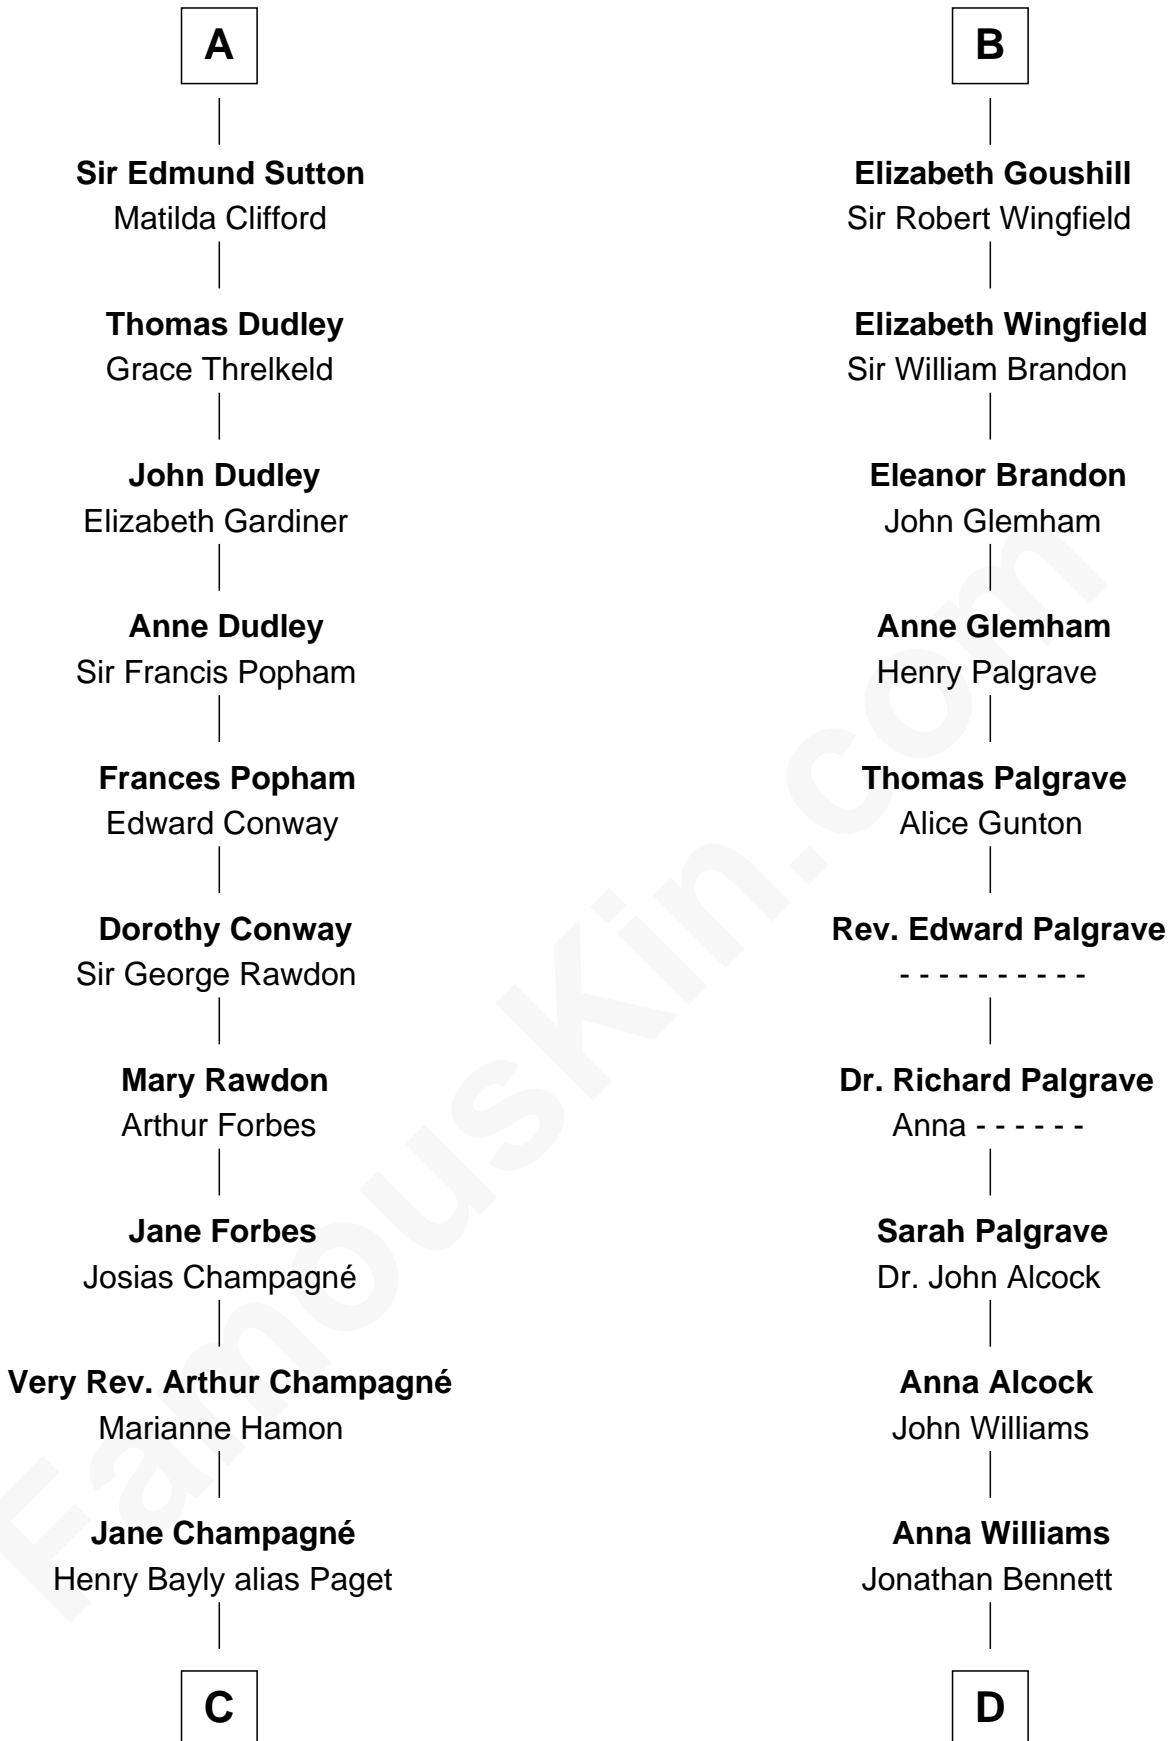 A
Sir Edmund Sutton
Matilda Clifford
Thomas Dudley
Grace Threlkeld
John Dudley
Elizabeth Gardiner
Anne Dudley
Sir Francis Popham
Frances Popham
Edward Conway
Dorothy Conway
Sir George Rawdon
Mary Rawdon
Arthur Forbes
Jane Forbes
Josias Champagné
Very Rev. Arthur Champagné
Marianne Hamon
Jane Champagné
Henry Bayly alias Paget
C
B
Elizabeth Goushill
Sir Robert Wingfield
Elizabeth Wingfield
Sir William Brandon
Eleanor Brandon
John Glemham
Anne Glemham
Henry Palgrave
Thomas Palgrave
Alice Gunton
Rev. Edward Palgrave
- - - - - - - - - -
Dr. Richard Palgrave
Anna - - - - - -
Sarah Palgrave
Dr. John Alcock
Anna Alcock
John Williams
Anna Williams
Jonathan Bennett
D
FamousKin.com